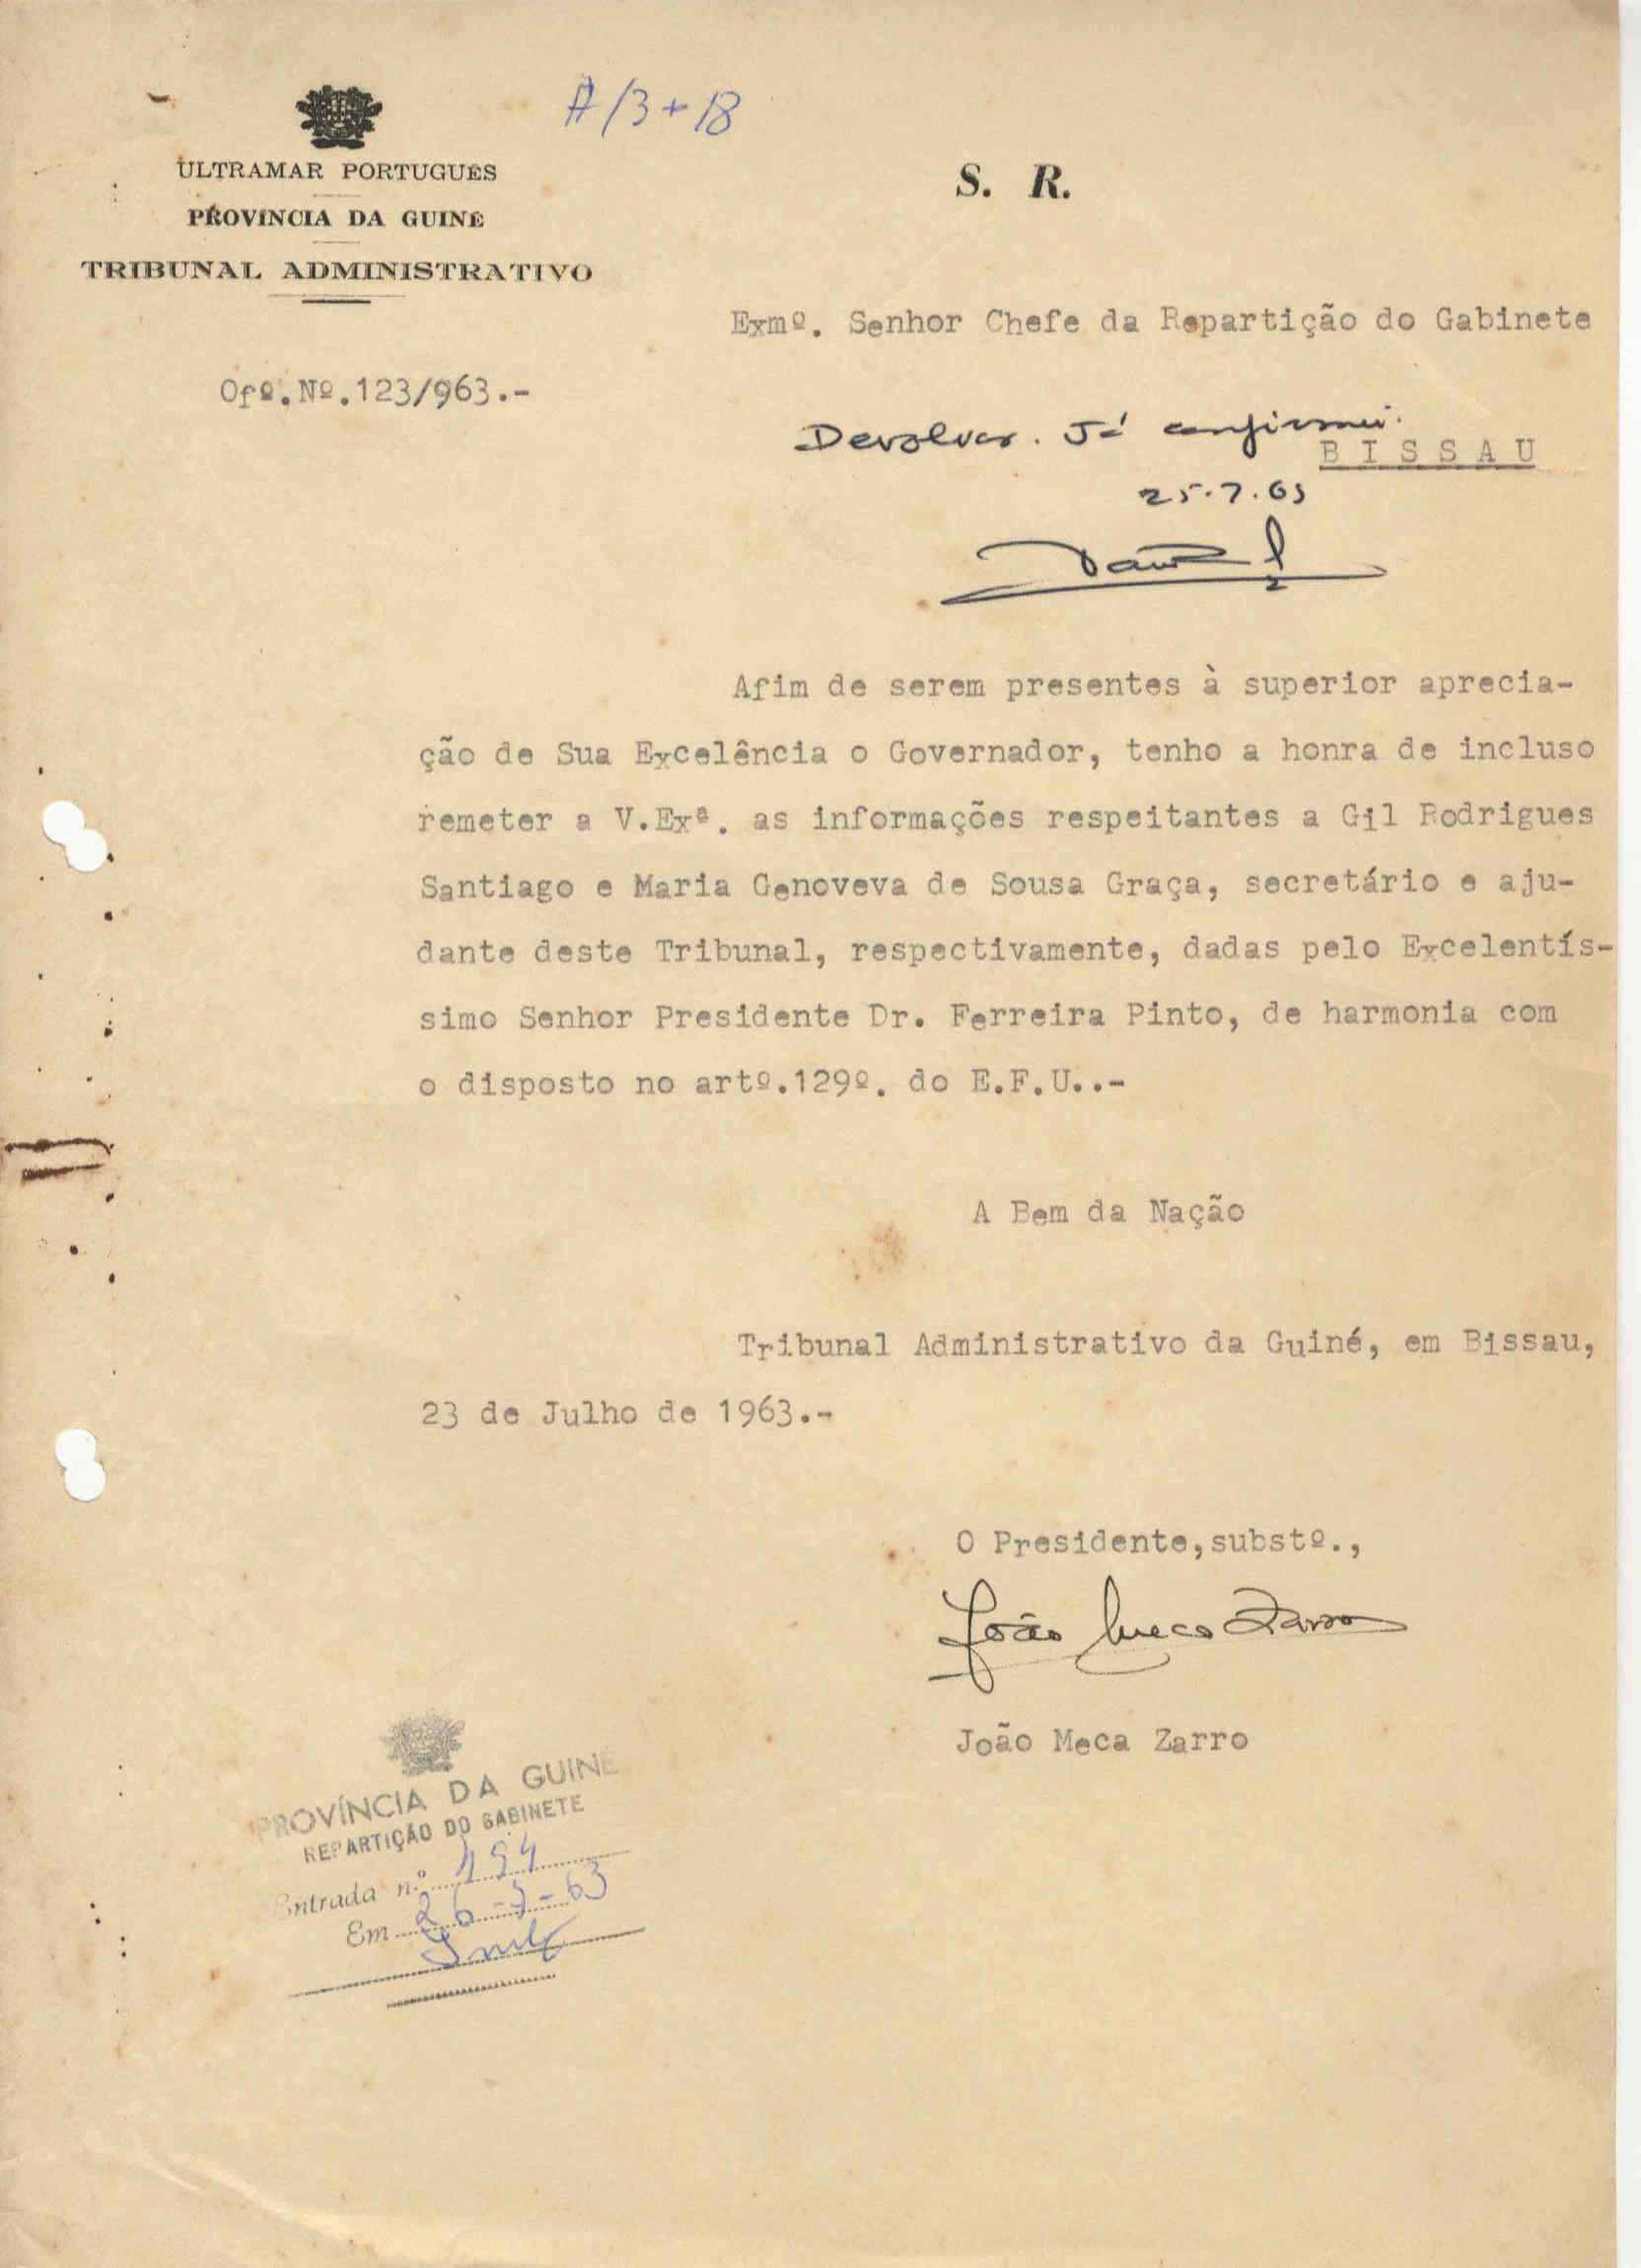 A/3+18
ULTRAMAR PORTUGUÊS
PROVÍNCIA DA GUINÉ
TRIBUNAL ADMINISTRATIVO
S. R.
Exmº. Senhor Chefe da Repartição do Gabinete
Ofº.Nº.123/963.-
Devolver. Já confirmei.
BISSAU
25.7.63
Afim de serem presentes à superior aprecia-
ção de Sua Excelência o Governador, tenho a honra de incluso
remeter a V.Exª. as informações respeitantes a Gil Rodrigues
Santiago e Maria Genoveva de Sousa Graça, secretário e aju-
dante deste Tribunal, respectivamente, dadas pelo Excelentís-
simo Senhor Presidente Dr. Ferreira Pinto, de harmonia com
o disposto no artº.129º. do E.F.U..-
A Bem da Nação
Tribunal Administrativo da Guiné, em Bissau,
23 de Julho de 1963.-
O Presidente,substº.,
João Meca Zarro
João Meca Zarro
PROVÍNCIA DA GUINÉ
REPARTIÇÃO DO GABINETE
Entrada n.º 194
Em 26-7-63